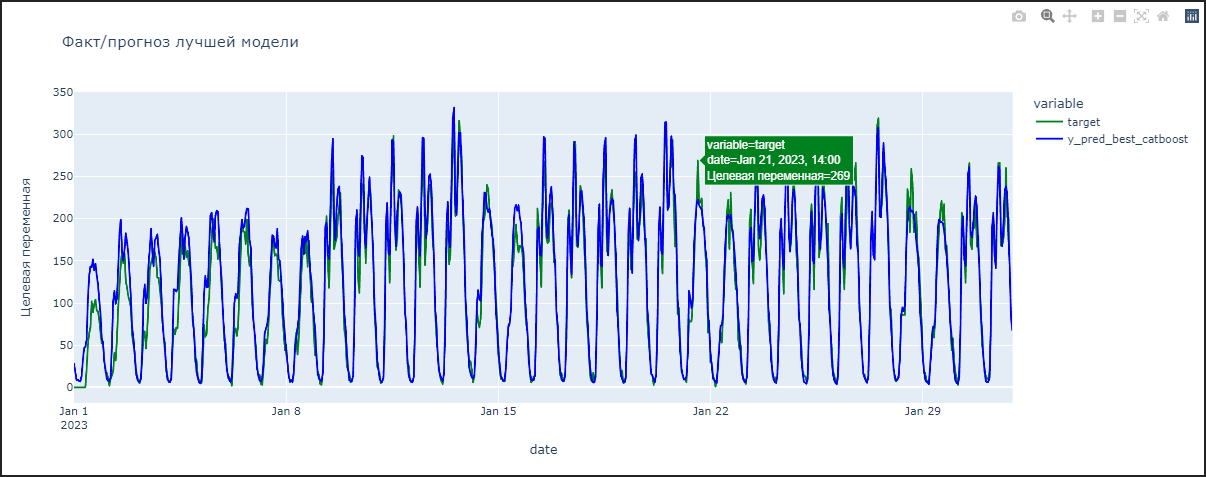 Факт/прогноз лучшей модели
variable
target
y_pred_best_catboost
350
300
250
200
150
100
50
0
Целевая переменная
variable=target
date=Jan 21, 2023, 14:00
Целевая переменная=269
Jan 1
2023
Jan 8
Jan 15
Jan 22
Jan 29
date